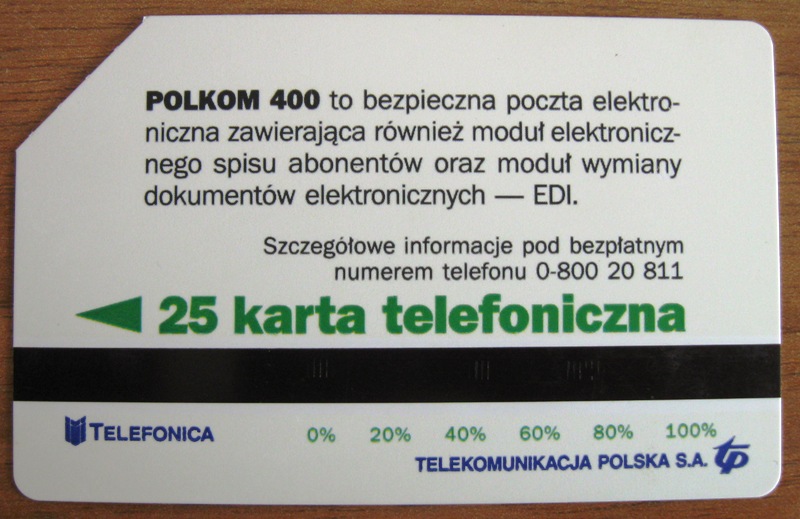 POLKOM 400 to bezpieczna poczta elektro-
niczna zawierająca również moduł elektronicz-
nego spisu abonentów oraz moduł wymiany
dokumentów elektronicznych — EDI.
Szczegółowe informacje pod bezpłatnym
numerem telefonu 0-800 20 811
25 karta telefoniczna
TELEFONICA 0% 20% 40% 60% 80% 100%
TELEKOMUNIKACJA POLSKA S.A. tp